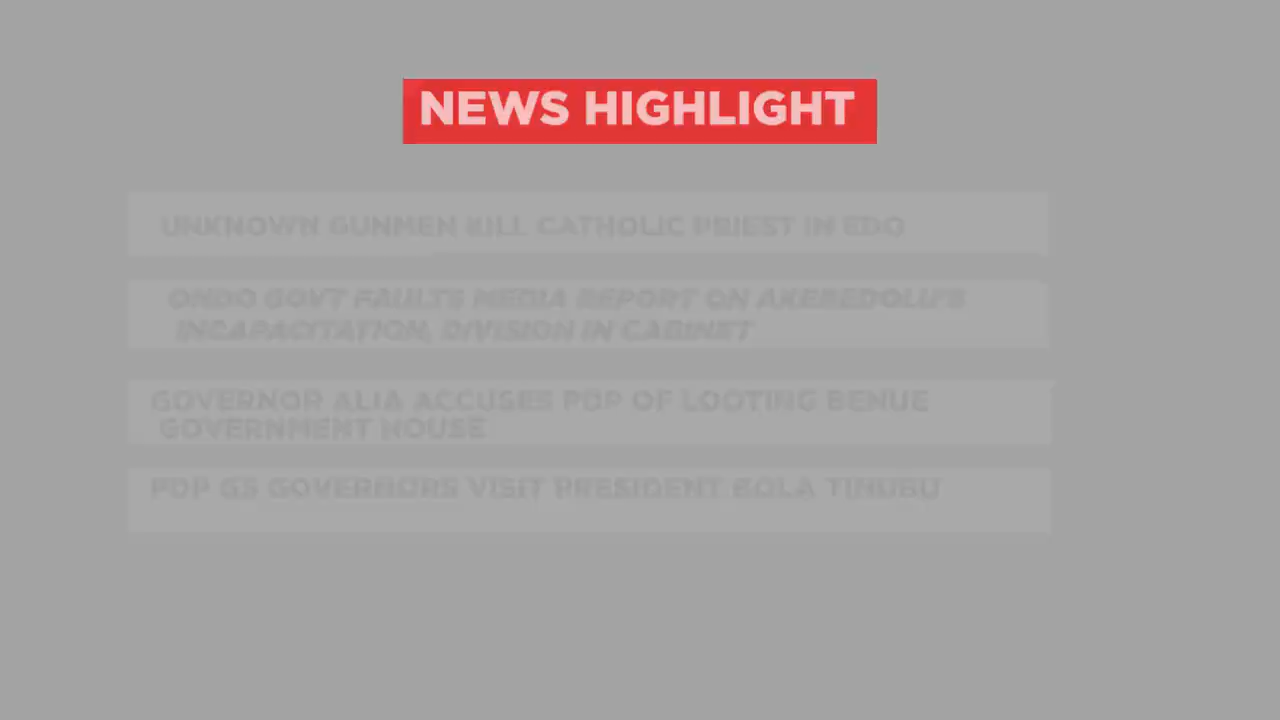 NEWS HIGHLIGHT
UNKNOWN GUNMEN KILL CATHOLIC PRIEST IN EDO
ONDO GOVT FAULTS MEDIA REPORT ON
INCAPACITATION, DIVISION IN CABINET
GOVERNOR ALIA ACCUSES PDP OF LOOTING BENUE
GOVERNMENT HOUSE
PDP G5 GOVERNORS VISIT PRESIDENT BOLA TINUBU